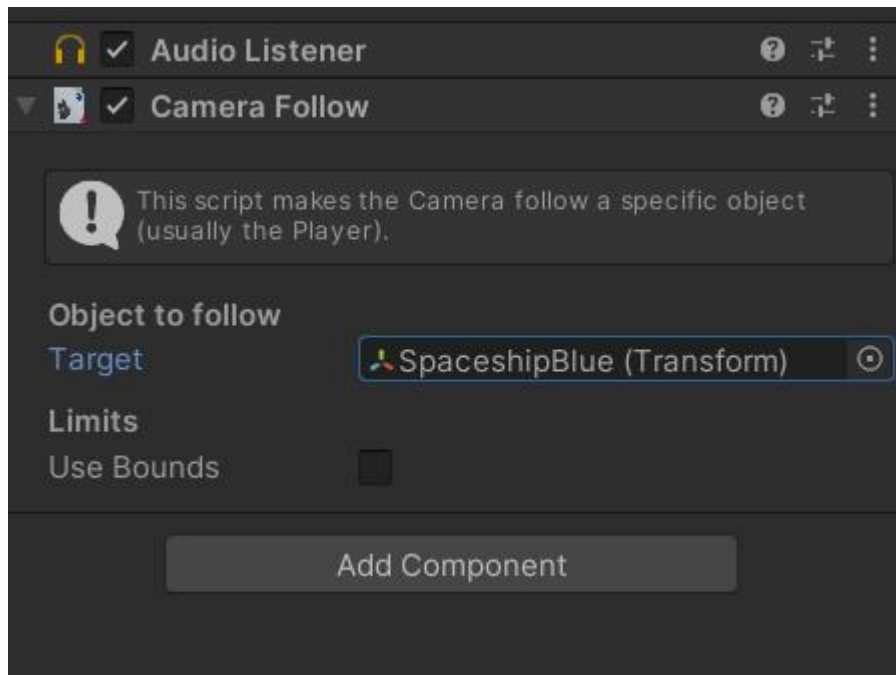 Audio Listener
Camera Follow
This script makes the Camera follow a specific object
(usually the Player).
Object to follow
Target SpaceshipBlue (Transform)
Limits
Use Bounds
Add Component